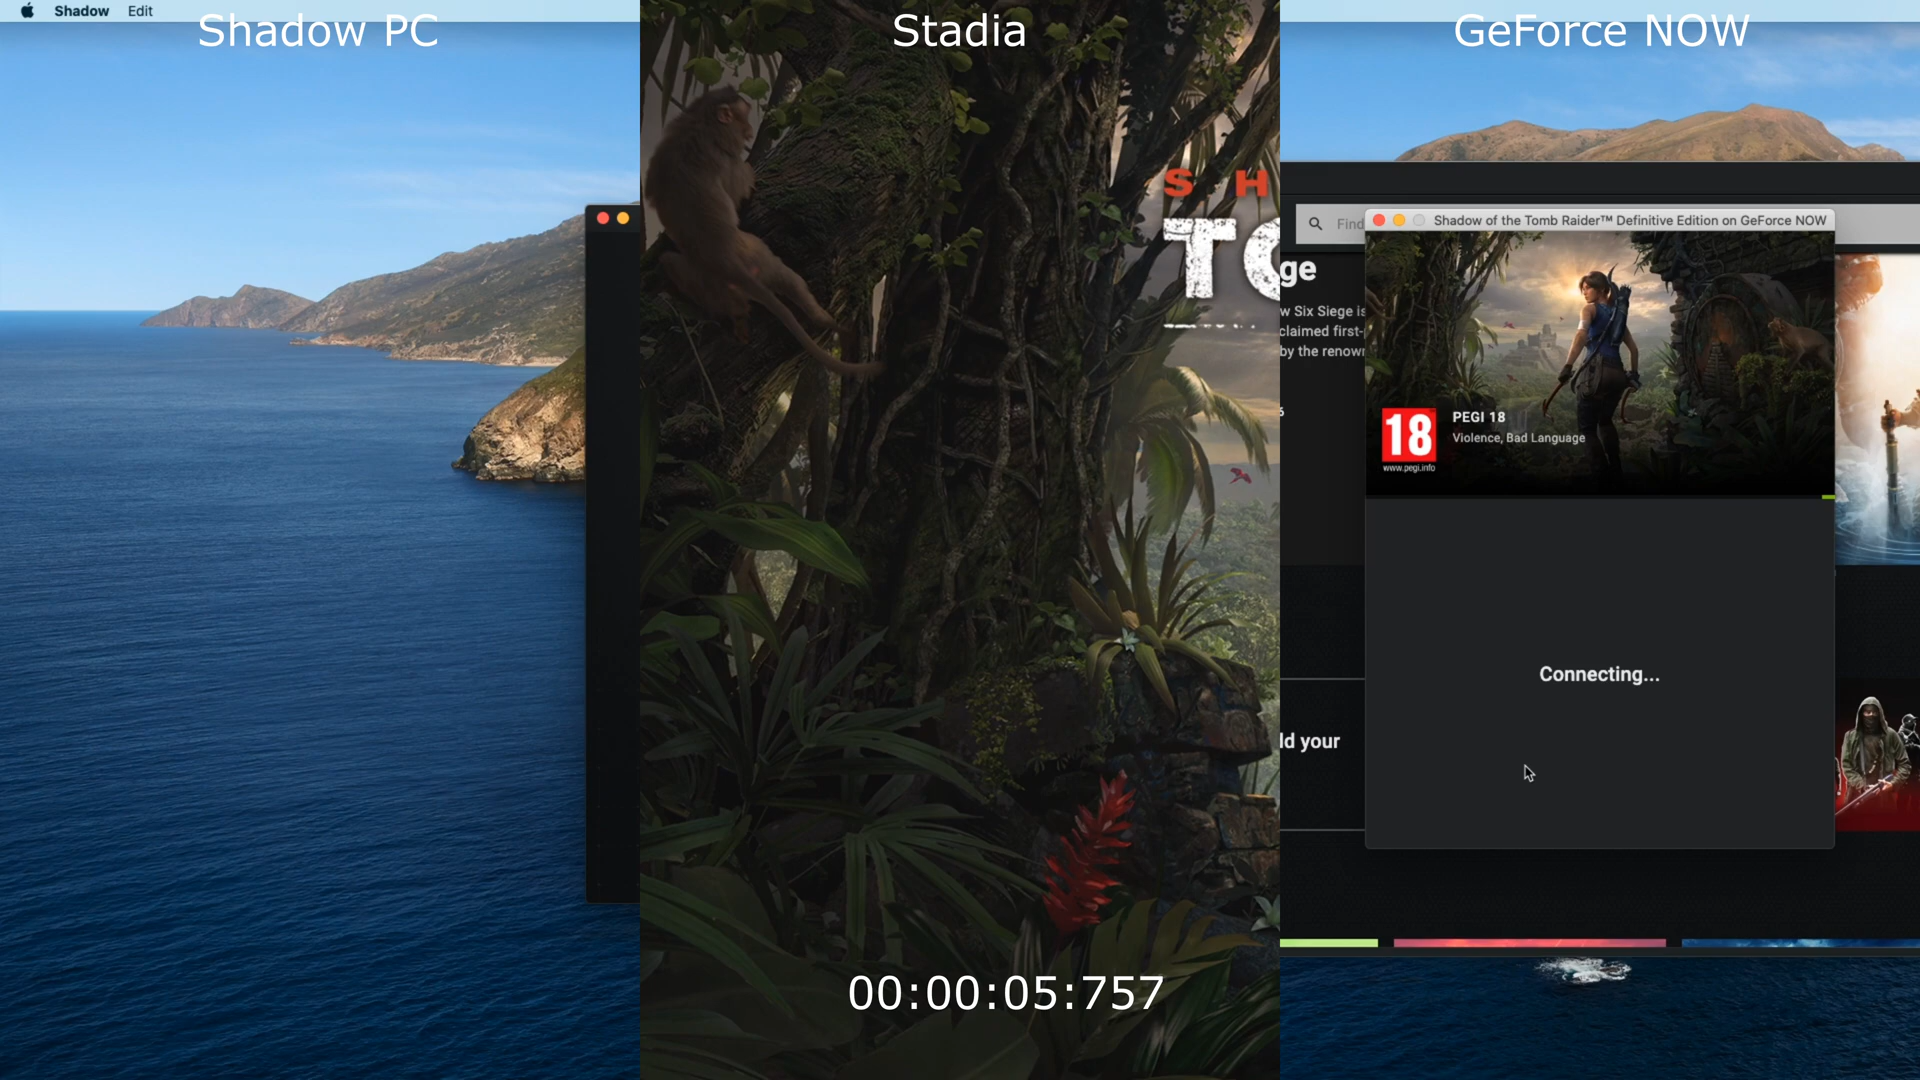 Shadow Edit
Shadow PC
Stadia
GeForce NOW
SH
TO
Find
Shadow of the Tomb Raider™ Definitive Edition on GeForce NOW
ge
w Six Siege is
claimed first-
by the renown
18
www.pegi.info
PEGI 18
Violence, Bad Language
Connecting...
ld your
00:00:05:757